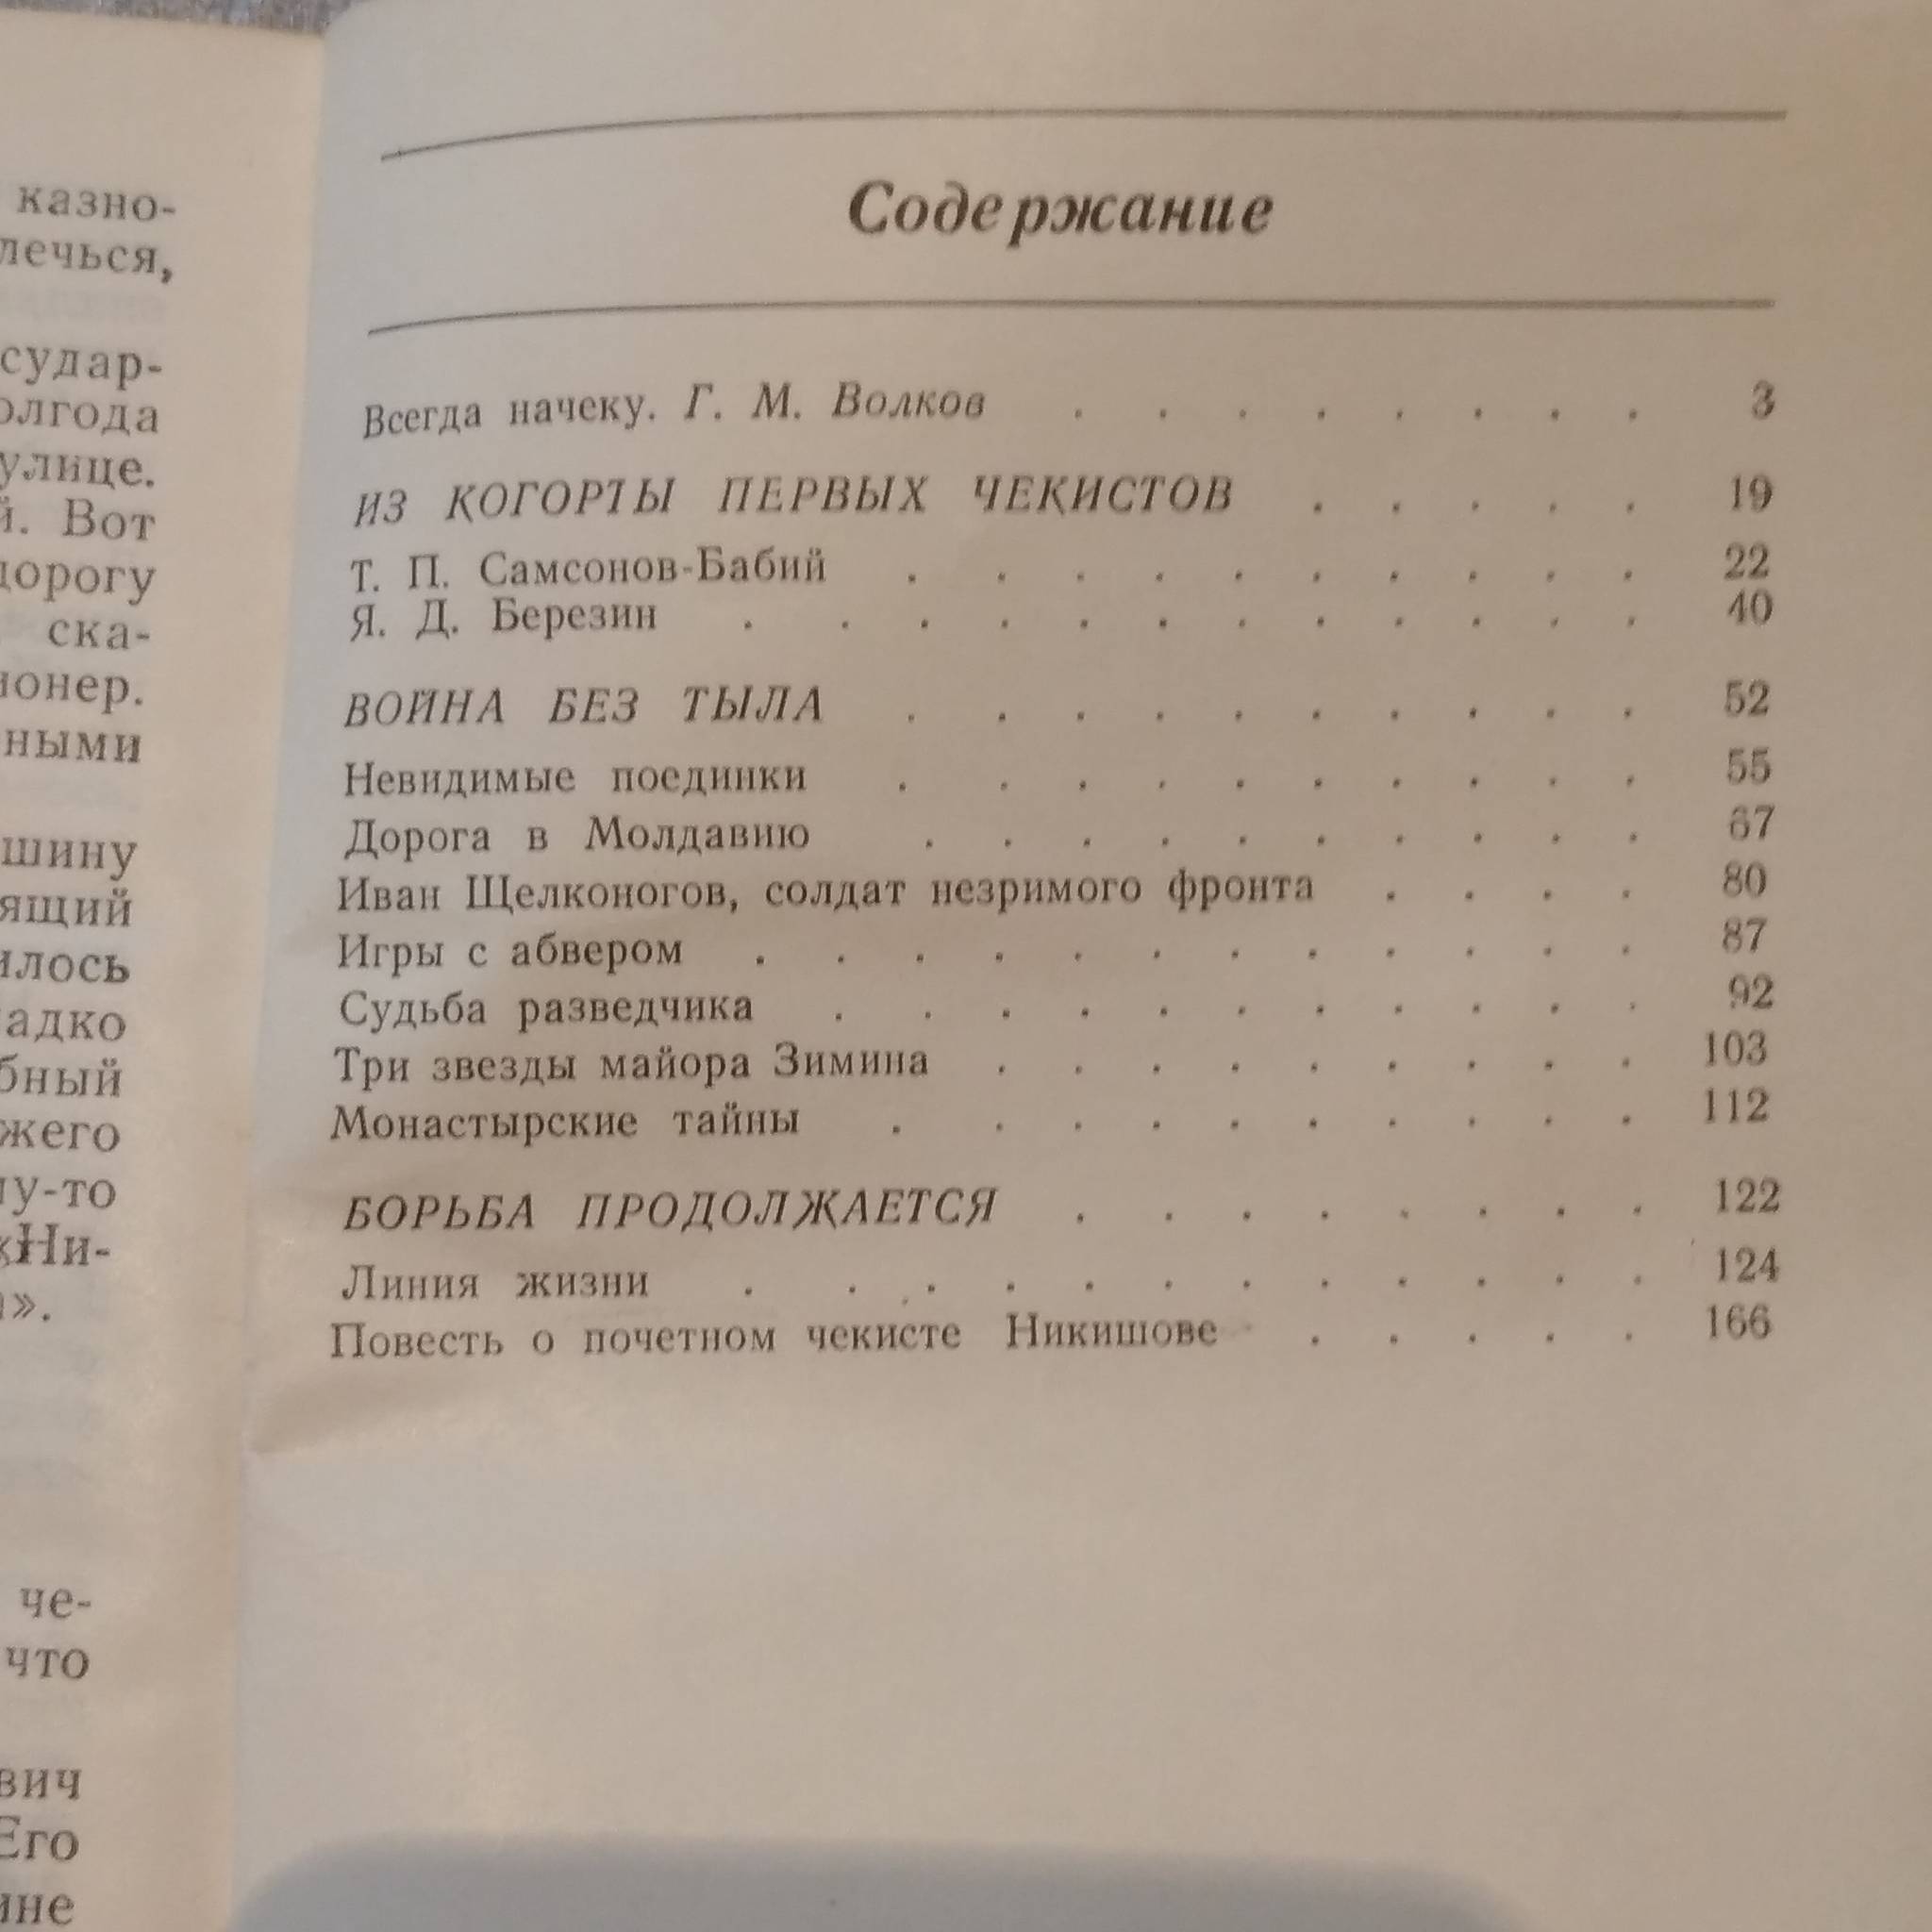 казно-
лечься,
судар-
олгода
улице.
й. Вот
дорогу
ска-
ионер.
ными
шину
ящий
илось
адко
бный
жего
му-то
«Ни-
».
че-
что
вич
Его
ине
Содержание
Всегда начеку. Г. М. Волков . . . . . . . . 3
ИЗ КОГОРТЫ ПЕРВЫХ ЧЕКИСТОВ . . . . . 19
Т. П. Самсонов-Бабий . . . . . . . . . . 22
Я. Д. Березин . . . . . . . . . . . . 40
ВОЙНА БЕЗ ТЫЛА . . . . . . . . . . 52
Невидимые поединки . . . . . . . . . . 55
Дорога в Молдавию . . . . . . . . . . 67
Иван Щелконогов, солдат незримого фронта . . . . 80
Игры с абвером . . . . . . . . . . . . 87
Судьба разведчика . . . . . . . . . . . 92
Три звезды майора Зимина . . . . . . . . . 103
Монастырские тайны . . . . . . . . . . 112
БОРЬБА ПРОДОЛЖАЕТСЯ . . . . . . . . 122
Линия жизни . . . . . . . . . . . . 124
Повесть о почетном чекисте Никишове . . . . . 166